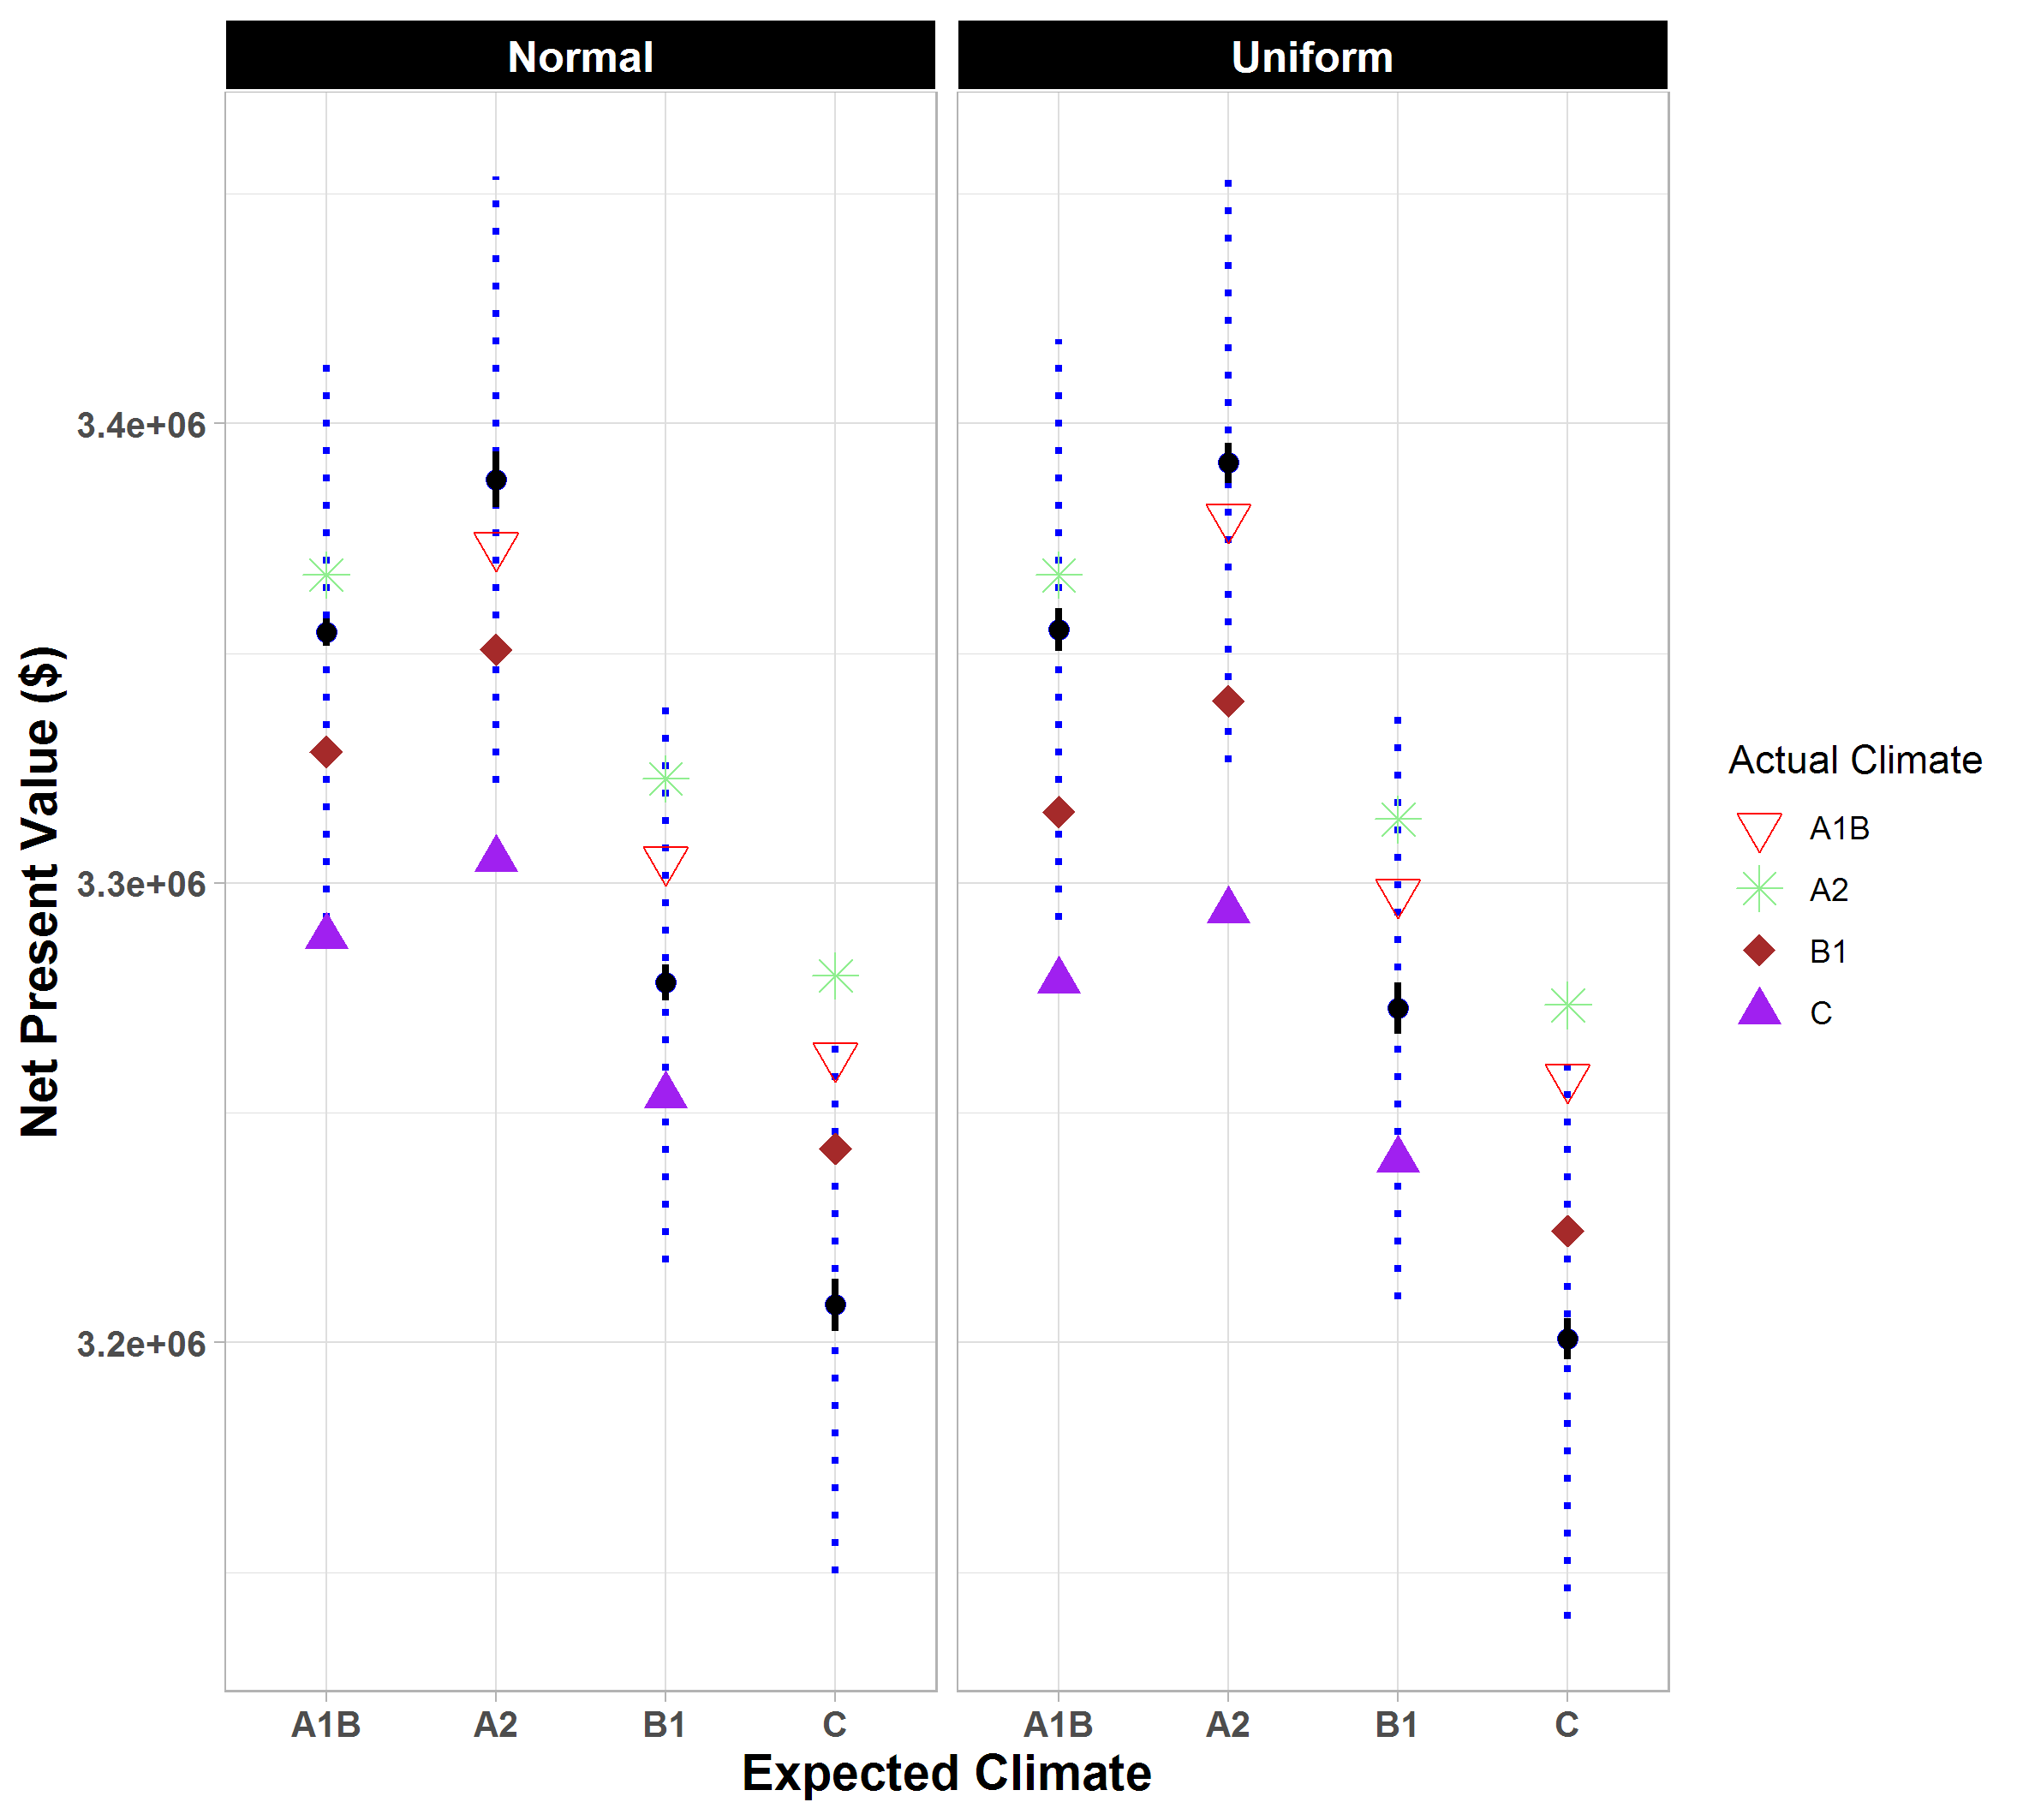 Normal
Uniform
Net Present Value ($)
3.4e+06
3.3e+06
3.2e+06
A1B
A2
B1
C
A1B
A2
B1
C
Expected Climate
Actual Climate
A1B
A2
B1
C